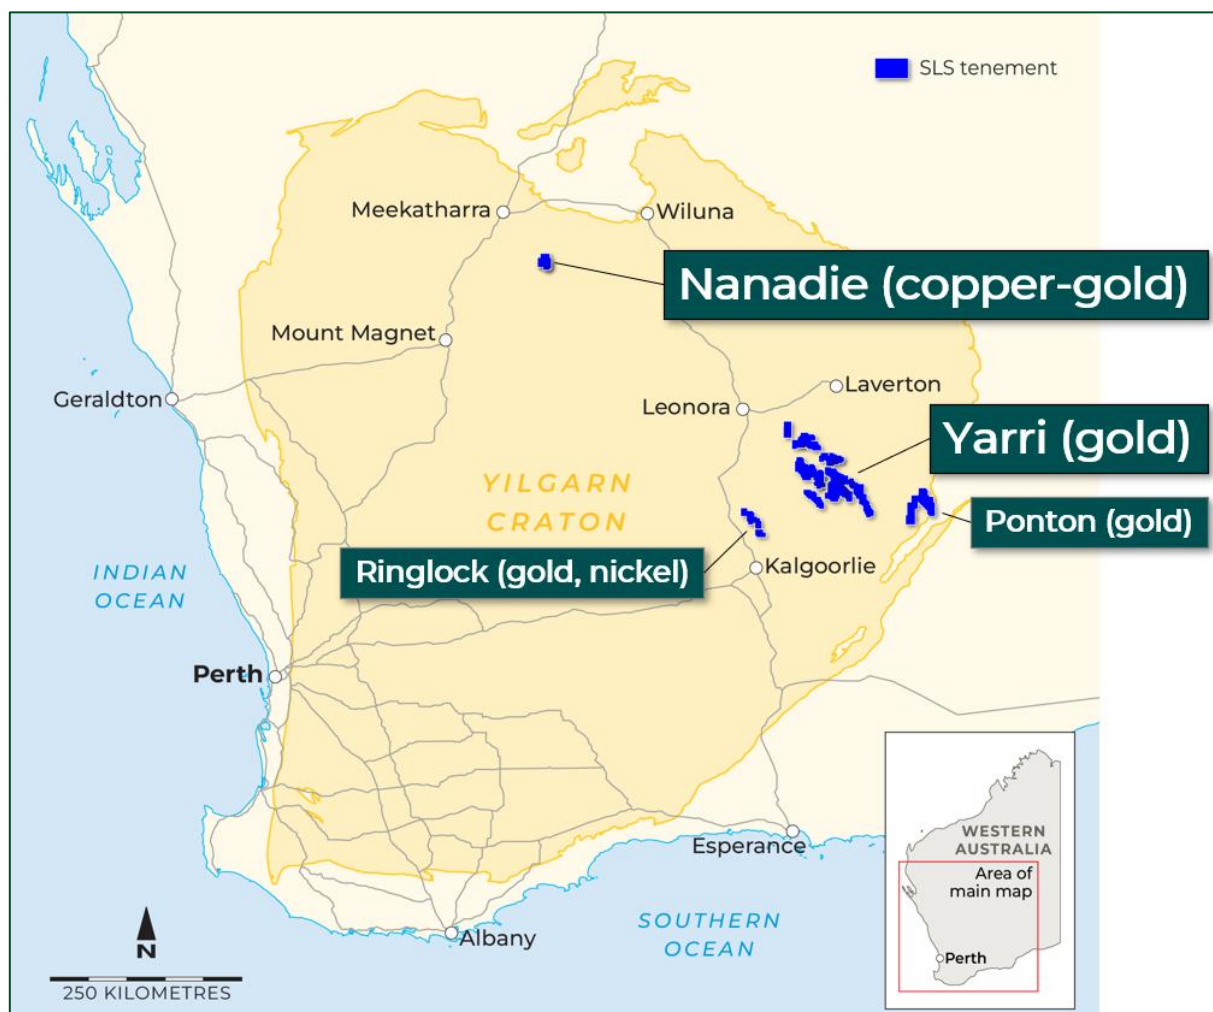 SLS tenement
Meekatharra
Wiluna
Nanadie (copper-gold)
Mount Magnet
Laverton
Geraldton
Leonora
Yarri (gold)
YILGARN
CRATON
Ponton (gold)
Ringlock (gold, nickel)
Kalgoorlie
INDIAN
OCEAN
Perth
Esperance
WESTERN
AUSTRALIA
Area of
main map
SOUTHERN
OCEAN
Albany
N
Perth
250 KILOMETRES